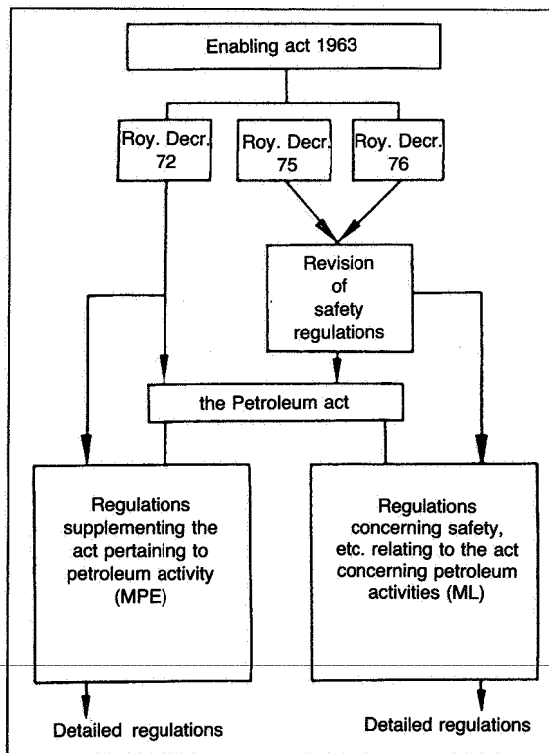 Enabling act 1963
Roy. Decr.
72
Roy. Decr.
75
Roy. Decr.
76
Revision
of
safety
regulations
the Petroleum act
Regulations
supplementing the
act pertaining to
petroleum activity
(MPE)
Regulations
concerning safety,
etc. relating to the act
concerning petroleum
activities (ML)
Detailed regulations
Detailed regulations